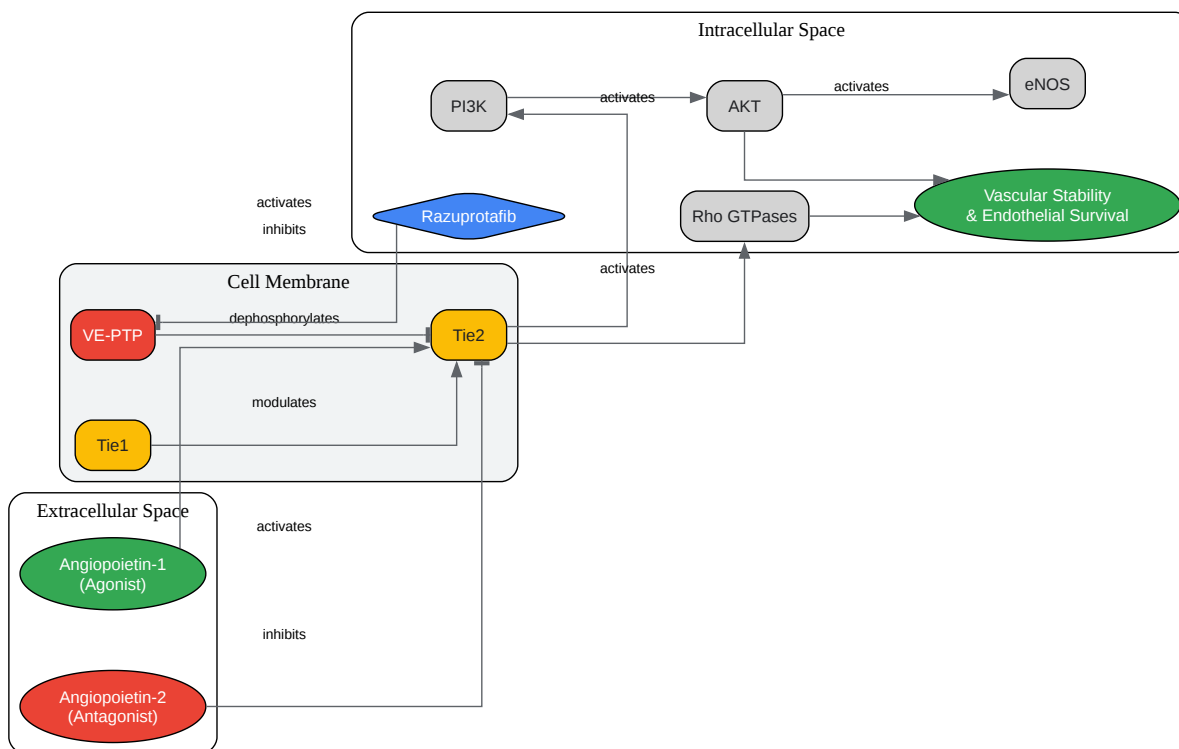 Intracellular Space
eNOS
PI3K
activates
AKT
activates
Razuprotafib
Rho GTPases
Vascular Stability
& Endothelial Survival
activates
inhibits
activates
Cell Membrane
VE-PTP
dephosphorylates
Tie2
modulates
Tie1
Extracellular Space
activates
Angiopoietin-1
(Agonist)
inhibits
Angiopoietin-2
(Antagonist)